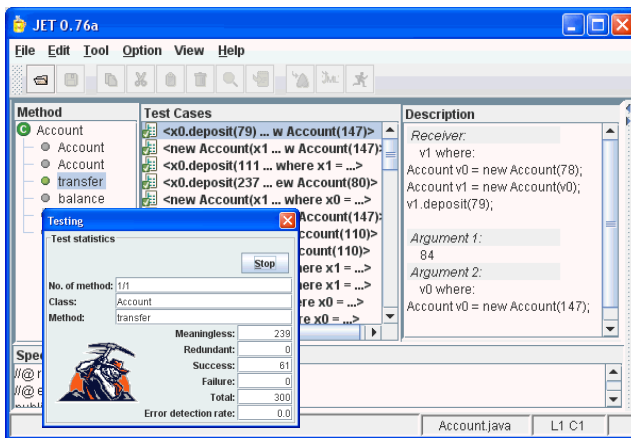 JET 0.76a
File Edit Tool Option View Help
Method
Account
Account
Account
transfer
balance
Test Cases
<x0.deposit(79) ... w Account(147)>
<new Account(x1 ... w Account(147)>
<x0.deposit(111 ... where x1 = ...>
<x0.deposit(237 ... ew Account(80)>
<new Account(x1 ... where x0 = ...>
Account(147)>
count(110)>
count(110)>
ere x1 = ...>
ere x1 = ...>
ere x0 = ...>
re x0 = ...>
Description
Receiver:
v1 where:
Account v0 = new Account(78);
Account v1 = new Account(v0);
v1.deposit(79);
Argument 1:
84
Argument 2:
v0 where:
Account v0 = new Account(147);
Testing
Test statistics
Stop
No. of method: 1/1
Class: Account
Method: transfer
Meaningless: 239
Redundant: 0
Success: 61
Failure: 0
Total: 300
Error detection rate: 0.0
Spe
//@ r
//@ e
Account.java L1 C1